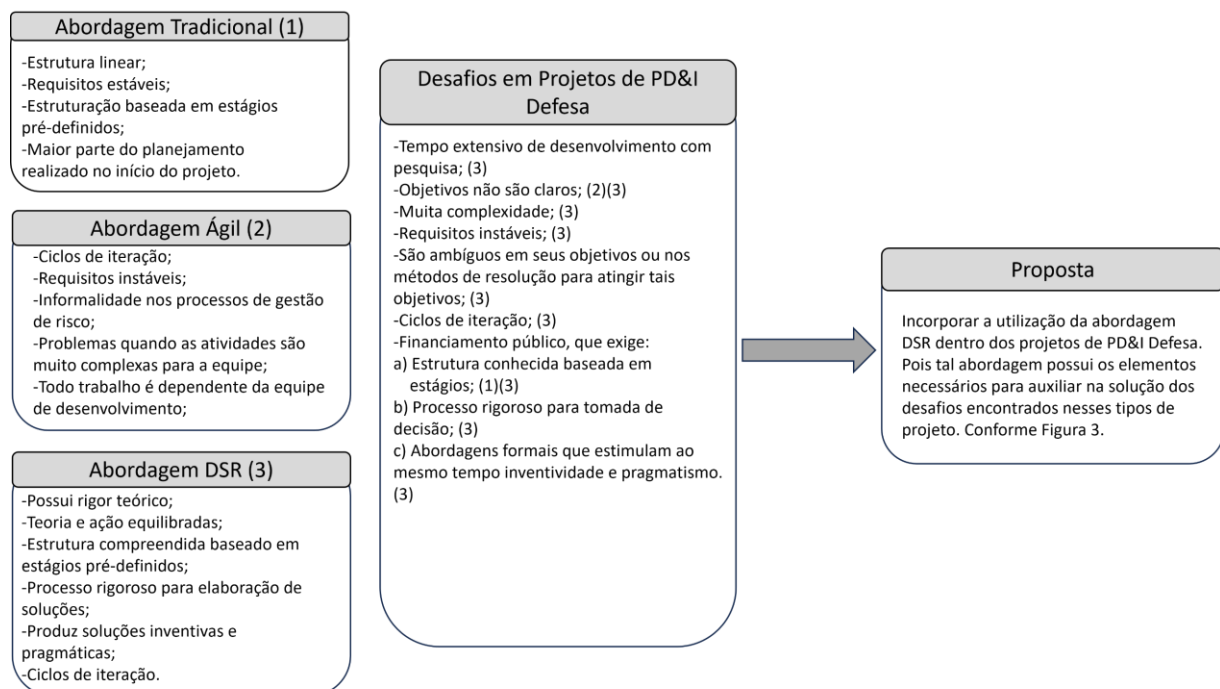 Abordagem Tradicional (1)
-Estrutura linear;
-Requisitos estáveis;
-Estruturação baseada em estágios
pré-definidos;
-Maior parte do planejamento
realizado no início do projeto.
Abordagem Ágil (2)
-Ciclos de iteração;
-Requisitos instáveis;
-Informalidade nos processos de gestão
de risco;
-Problemas quando as atividades são
muito complexas para a equipe;
-Todo trabalho é dependente da equipe
de desenvolvimento;
Abordagem DSR (3)
-Possui rigor teórico;
-Teoria e ação equilibradas;
-Estrutura compreendida baseado em
estágios pré-definidos;
-Processo rigoroso para elaboração de
soluções;
-Produz soluções inventivas e
pragmáticas;
-Ciclos de iteração.
Desafios em Projetos de PD&I
Defesa
-Tempo extensivo de desenvolvimento com
pesquisa; (3)
-Objetivos não são claros; (2)(3)
-Muita complexidade; (3)
-Requisitos instáveis; (3)
-São ambíguos em seus objetivos ou nos
métodos de resolução para atingir tais
objetivos; (3)
-Ciclos de iteração; (3)
-Financiamento público, que exige:
a) Estrutura conhecida baseada em
estágios; (1)(3)
b) Processo rigoroso para tomada de
decisão; (3)
c) Abordagens formais que estimulam ao
mesmo tempo inventividade e pragmatismo.
(3)
Proposta
Incorporar a utilização da abordagem
DSR dentro dos projetos de PD&I Defesa.
Pois tal abordagem possui os elementos
necessários para auxiliar na solução dos
desafios encontrados nesses tipos de
projeto. Conforme Figura 3.